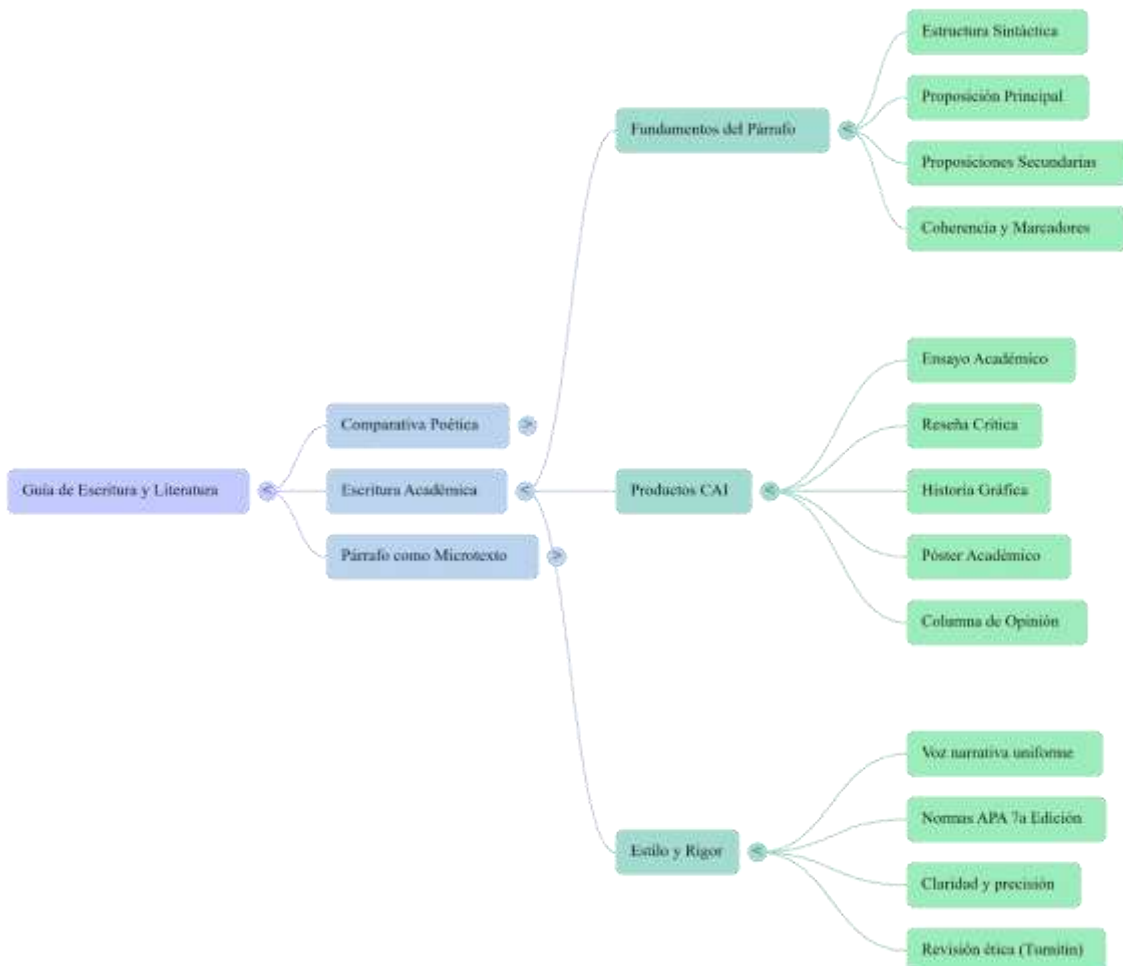 Guía de Escritura y Literatura
Comparativa Poética
Escritura Académica
Párrafo como Microtexto
Fundamentos del Párrafo
Estructura Sintáctica
Proposición Principal
Proposiciones Secundarias
Coherencia y Marcadores
Productos CAI
Ensayo Académico
Reseña Crítica
Historia Gráfica
Póster Académico
Columna de Opinión
Estilo y Rigor
Voz narrativa uniforme
Normas APA 7a Edición
Claridad y precisión
Revisión ética (Turnitin)